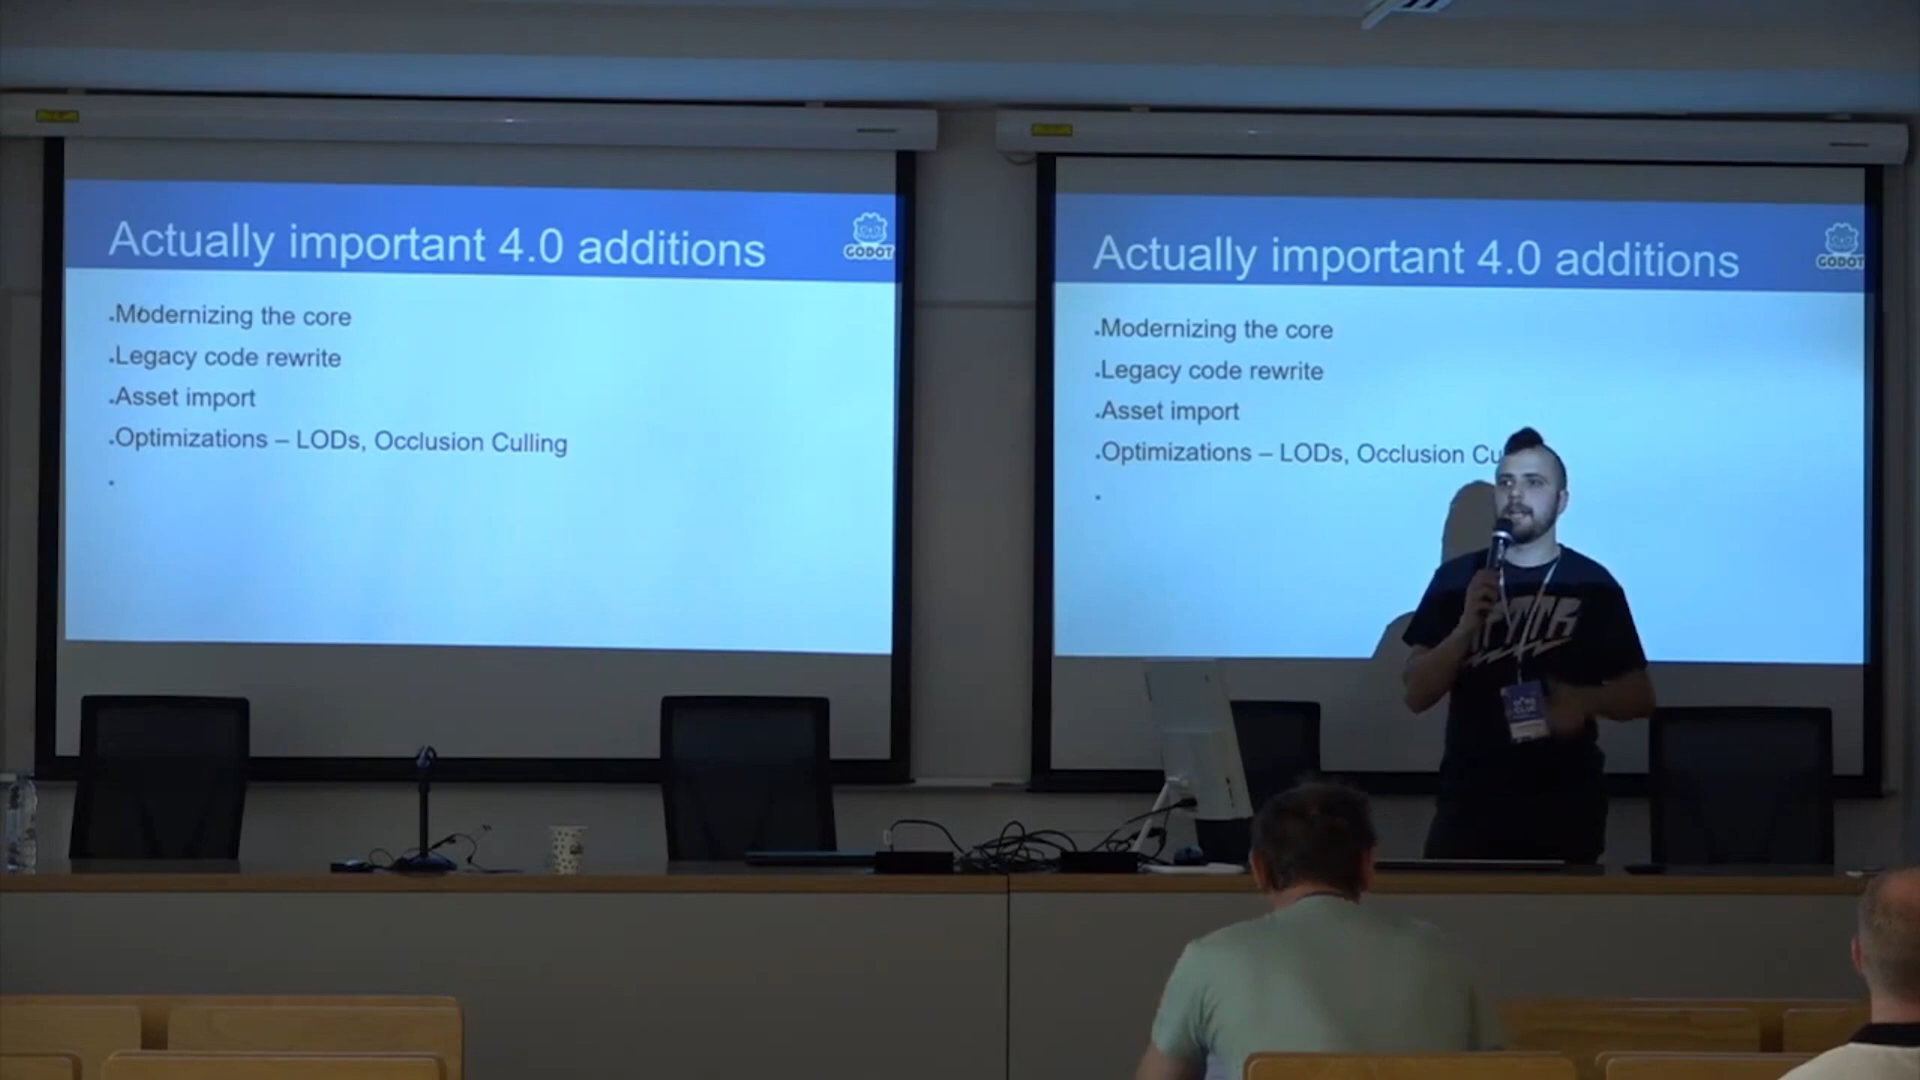 Actually important 4.0 additions
GODOT
.Modernizing the core
.Legacy code rewrite
.Asset import
.Optimizations – LODs, Occlusion Culling
.
Actually important 4.0 additions
GODOT
.Modernizing the core
.Legacy code rewrite
.Asset import
.Optimizations – LODs, Occlusion Cu
.